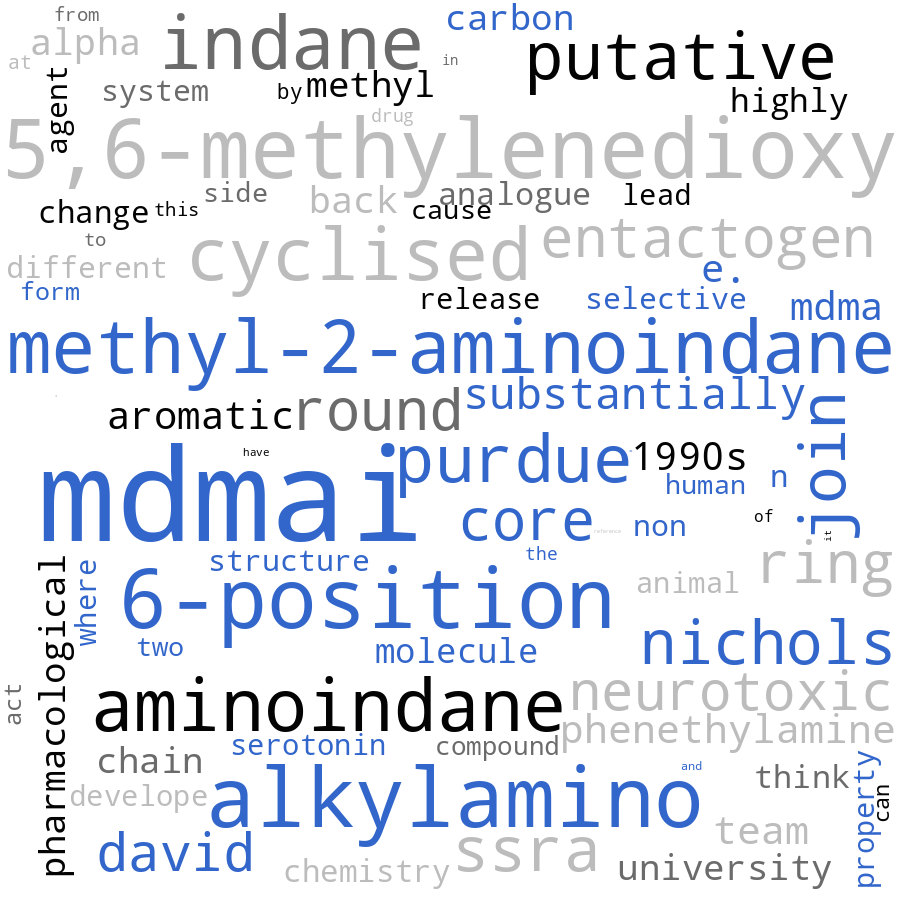 from
carbon
alpha
indane
putative
at
in
agent
system
by
methyl
highly
drug
5,6-methylenedioxy
side
back
analogue
lead
change
this
cause
to
cyclised
entactogen
different
e.
form
release
selective
mdma
methyl-2-aminoindane
substantially
aromatic
round
join
mdmai
have
purdue
1990s
human
n
core
non
of
it
reference
structure
the
ring
pharmacological
where
6-position
animal
two
molecule
nichols
act
aminoindane
neurotoxic
phenethylamine
serotonin
compound
chain
and
think
property
can
develope
alkylamino
team
david
chemistry
ssra
university